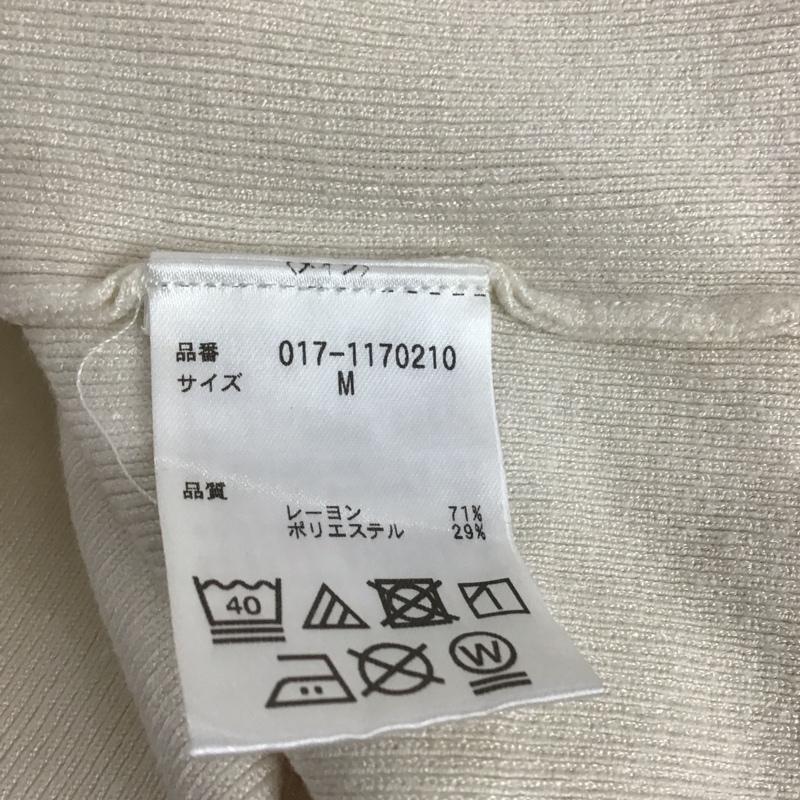 品番 017-1170210
サイズ M
品質
レーヨン 71%
ポリエステル 29%
40
W